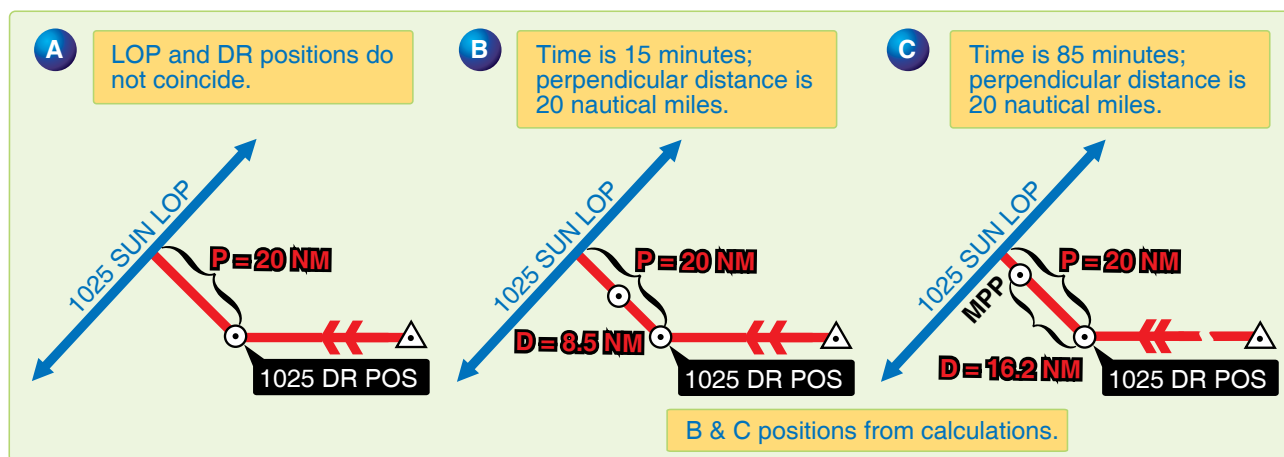 A
LOP and DR positions do
not coincide.
1025 SUN LOP
P = 20 NM
1025 DR POS
B
Time is 15 minutes;
perpendicular distance is
20 nautical miles.
1025 SUN LOP
P = 20 NM
D = 8.5 NM
1025 DR POS
C
Time is 85 minutes;
perpendicular distance is
20 nautical miles.
1025 SUN LOP
P = 20 NM
MPP
D = 16.2 NM
1025 DR POS
B & C positions from calculations.